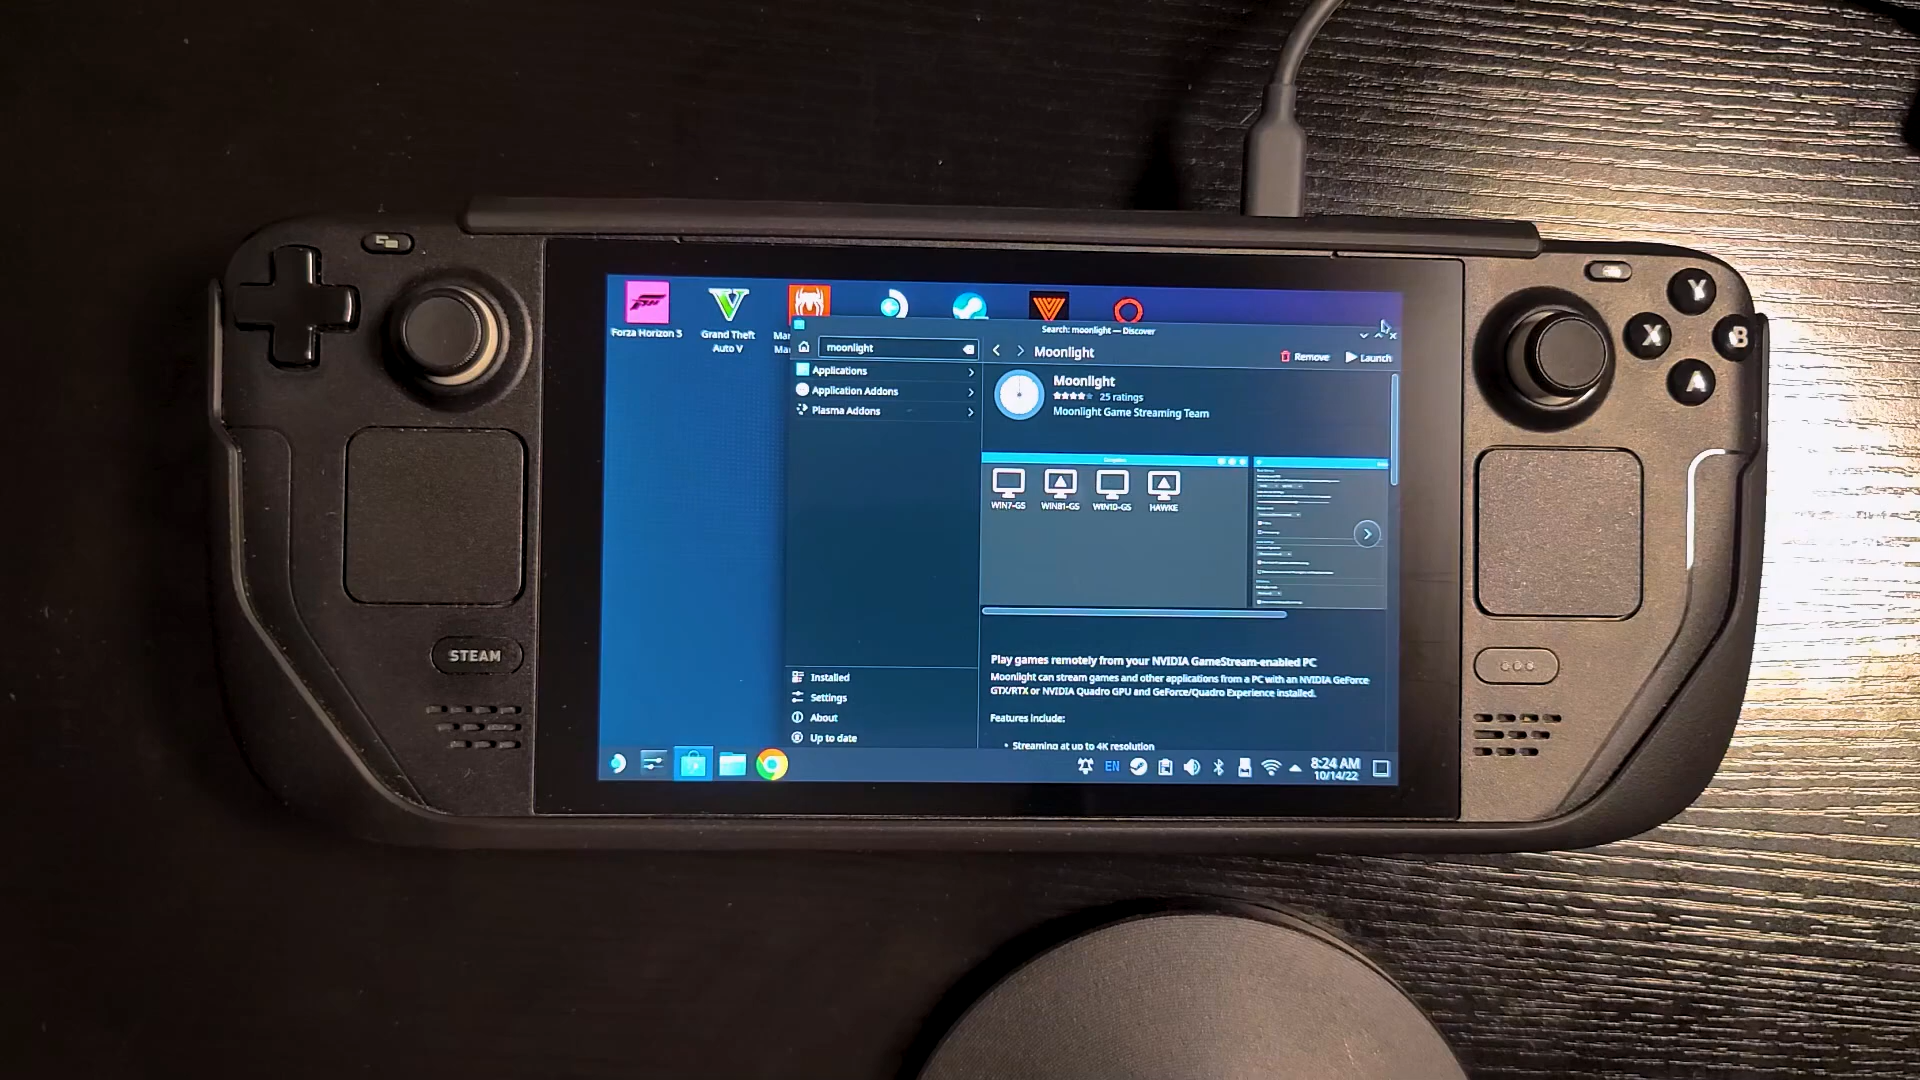 Forza Horizon 5
Grand Theft
Auto V
Search: moonlight — Discover
moonlight
Moonlight
Remove
Launch
Applications
Application Addons
Plasma Addons
Moonlight
25 ratings
Moonlight Game Streaming Team
WIN7-GS
WIN81-GS
WIN10-GS
HAWKE
Play games remotely from your NVIDIA GameStream-enabled PC
Moonlight can stream games and other applications from a PC with an NVIDIA GeForce
GTX/RTX or NVIDIA Quadro GPU and GeForce/Quadro Experience installed.
Features include:
• Streaming at up to 4K resolution
Installed
Settings
About
Up to date
EN
8:24 AM
10/14/22
STEAM
Y
X
B
A